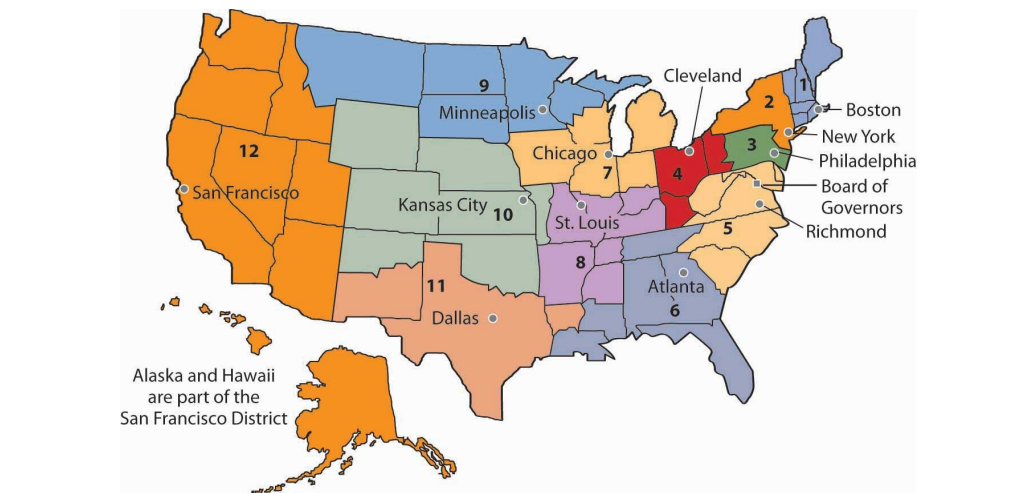 Cleveland
9
1
2
Minneapolis
Boston
New York
12
Chicago
3
Philadelphia
7
4
San Francisco
Board of
Governors
Kansas City
10
St. Louis
5
Richmond
8
11
Atlanta
6
Dallas
Alaska and Hawaii
are part of the
San Francisco District